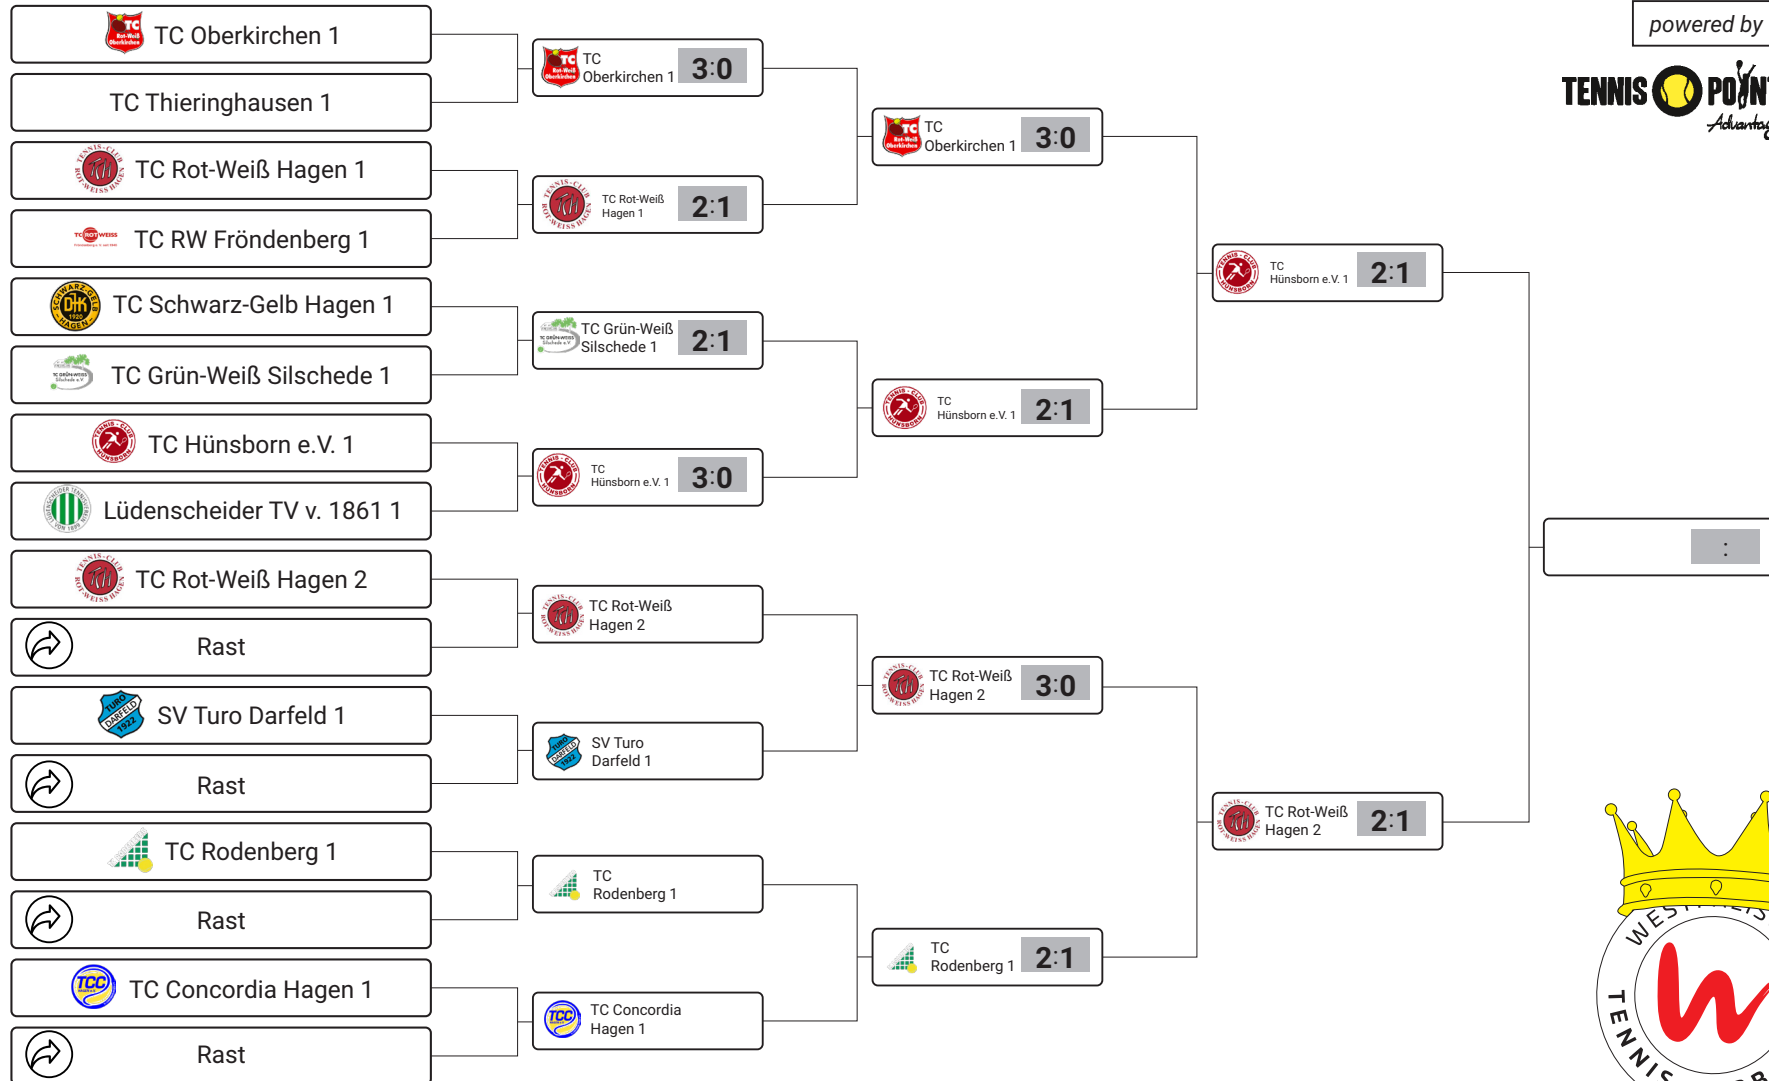 TC Oberkirchen 1
TC Thieringhausen 1
TC Rot-Weiß Hagen 1
TC RW Fröndenberg 1
TC Schwarz-Gelb Hagen 1
TC Grün-Weiß Silschede 1
TC Hünsborn e.V. 1
Lüdenscheider TV v. 1861 1
TC Rot-Weiß Hagen 2
Rast
SV Turo Darfeld 1
Rast
TC Rodenberg 1
Rast
TC Concordia Hagen 1
Rast
TC
Oberkirchen 1
3:0
TC Rot-Weiß
Hagen 1
2:1
TC Grün-Weiß
Silschede 1
2:1
TC
Hünsborn e.V. 1
3:0
TC Rot-Weiß
Hagen 2
SV Turo
Darfeld 1
TC
Rodenberg 1
TC Concordia
Hagen 1
TC
Oberkirchen 1
3:0
TC
Hünsborn e.V. 1
2:1
TC Rot-Weiß
Hagen 2
3:0
TC
Rodenberg 1
2:1
TC
Hünsborn e.V. 1
2:1
TC Rot-Weiß
Hagen 2
2:1
:
powered by
TENNIS POINT